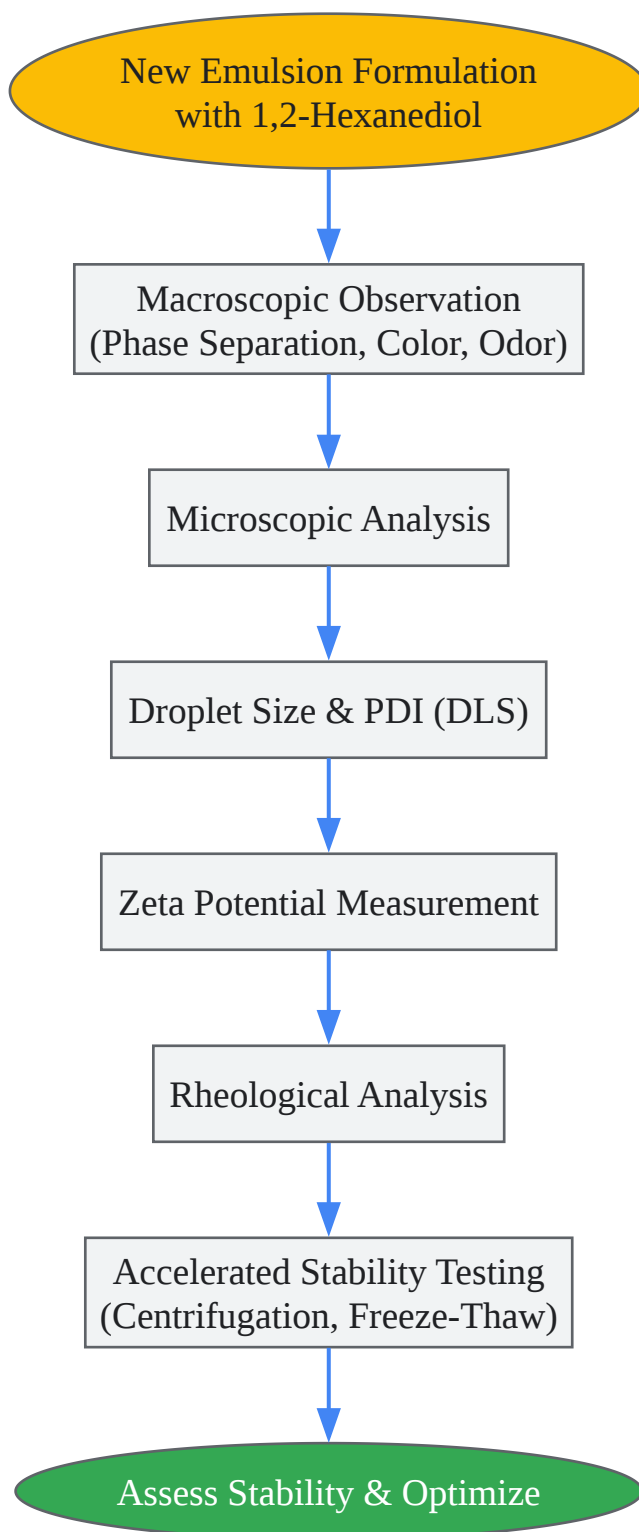 New Emulsion Formulation
with 1,2-Hexanediol
Macroscopic Observation
(Phase Separation, Color, Odor)
Microscopic Analysis
Droplet Size & PDI (DLS)
Zeta Potential Measurement
Rheological Analysis
Accelerated Stability Testing
(Centrifugation, Freeze-Thaw)
Assess Stability & Optimize